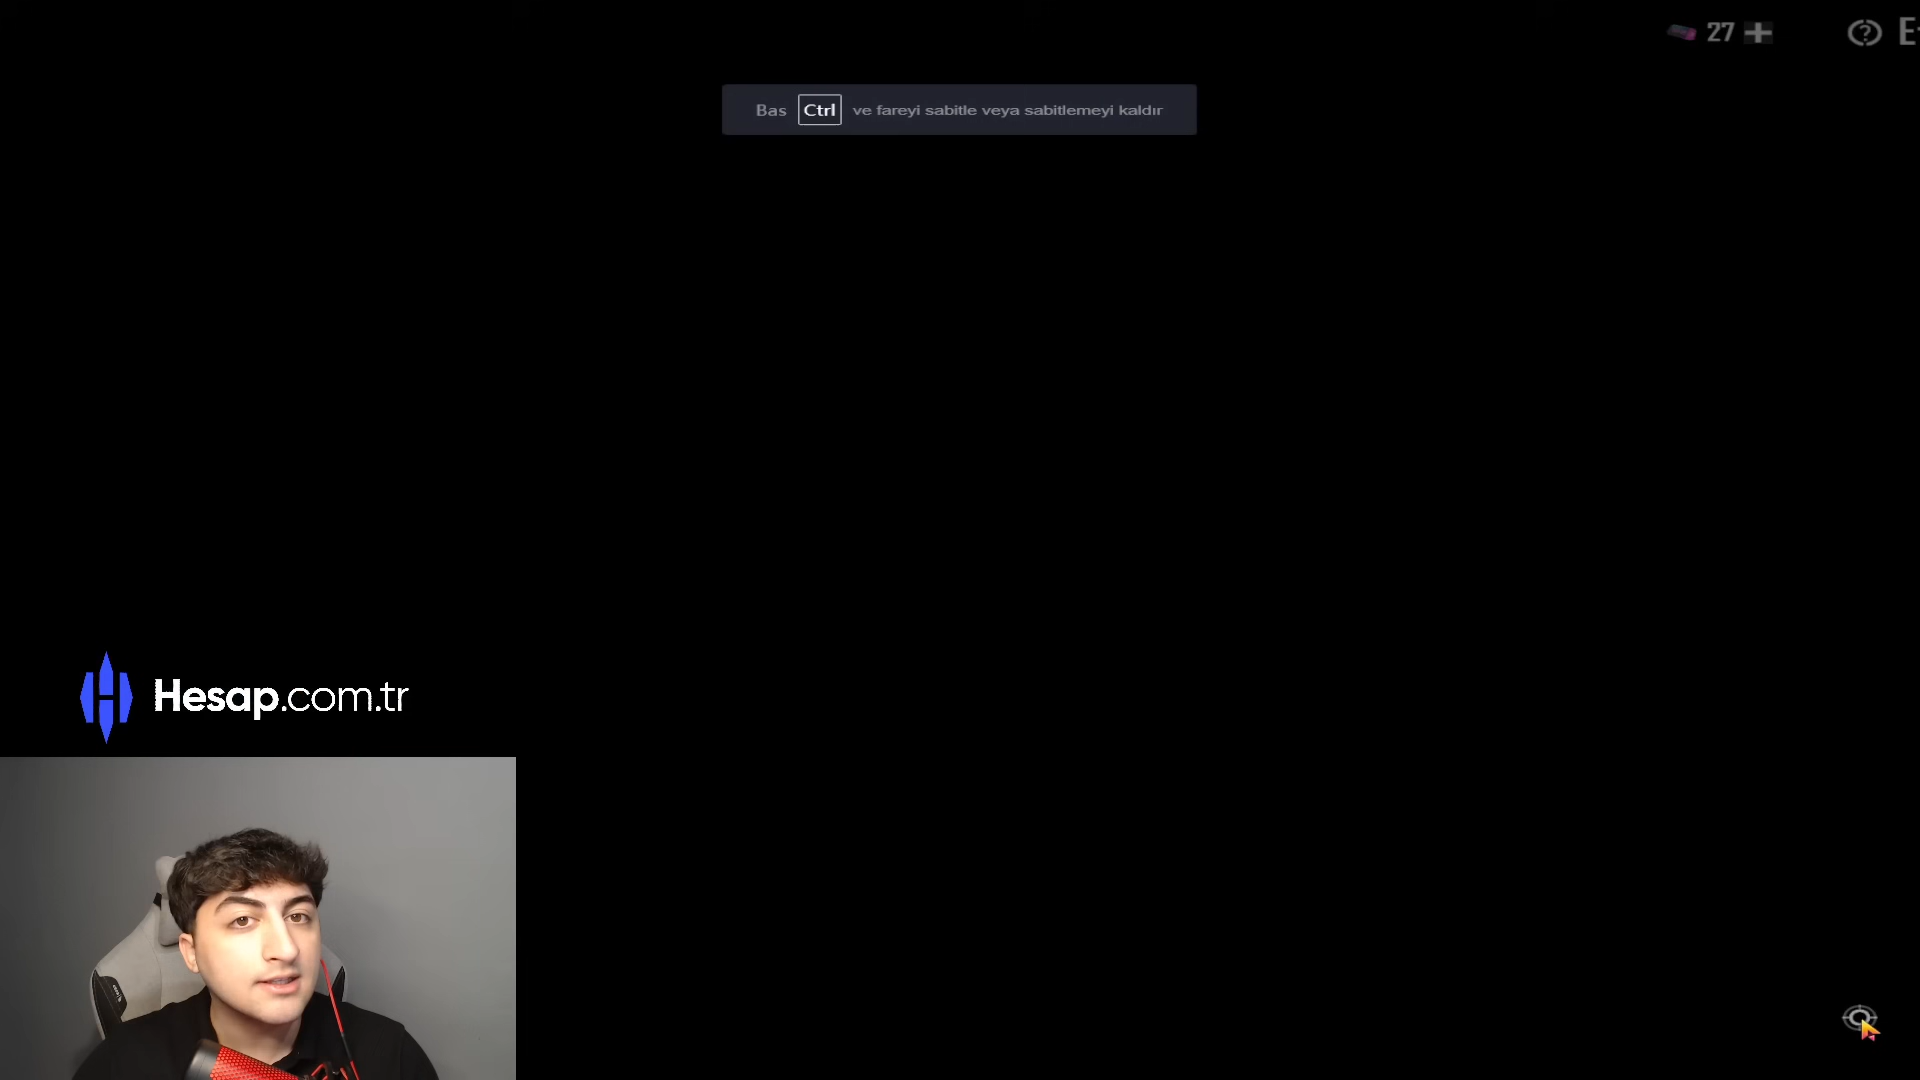 27
Bas Ctrl ve fareyi sabitle veya sabitlemeyi kaldır
Hesap.com.tr